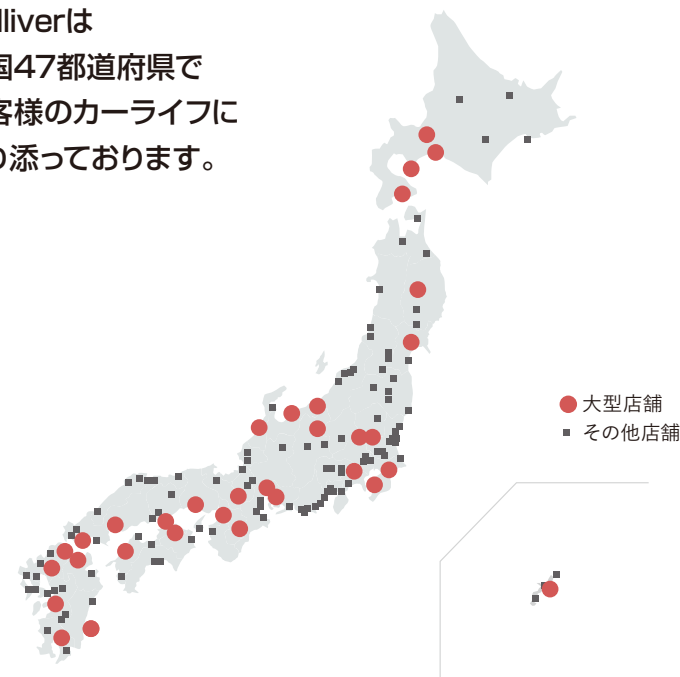 lliverは
国47都道府県で
客様のカーライフに
り添っております。
大型店舗
その他店舗